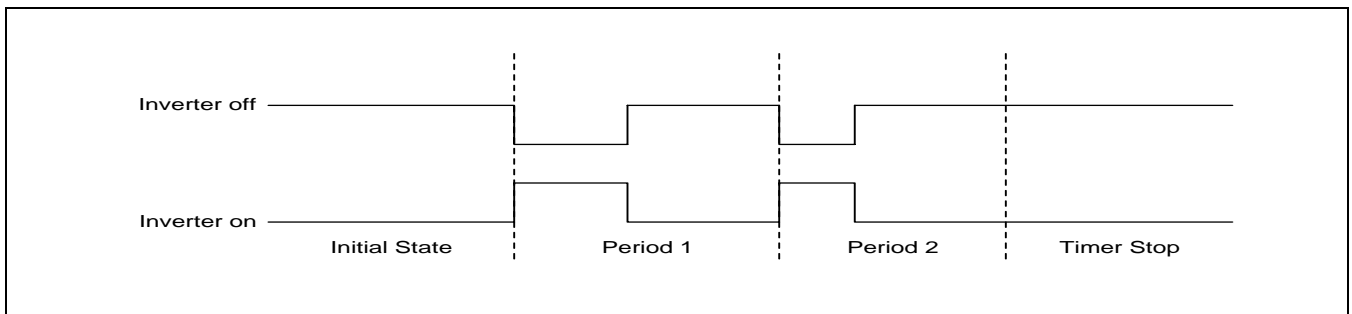 Inverter off
Inverter on
Initial State Period 1 Period 2 Timer Stop